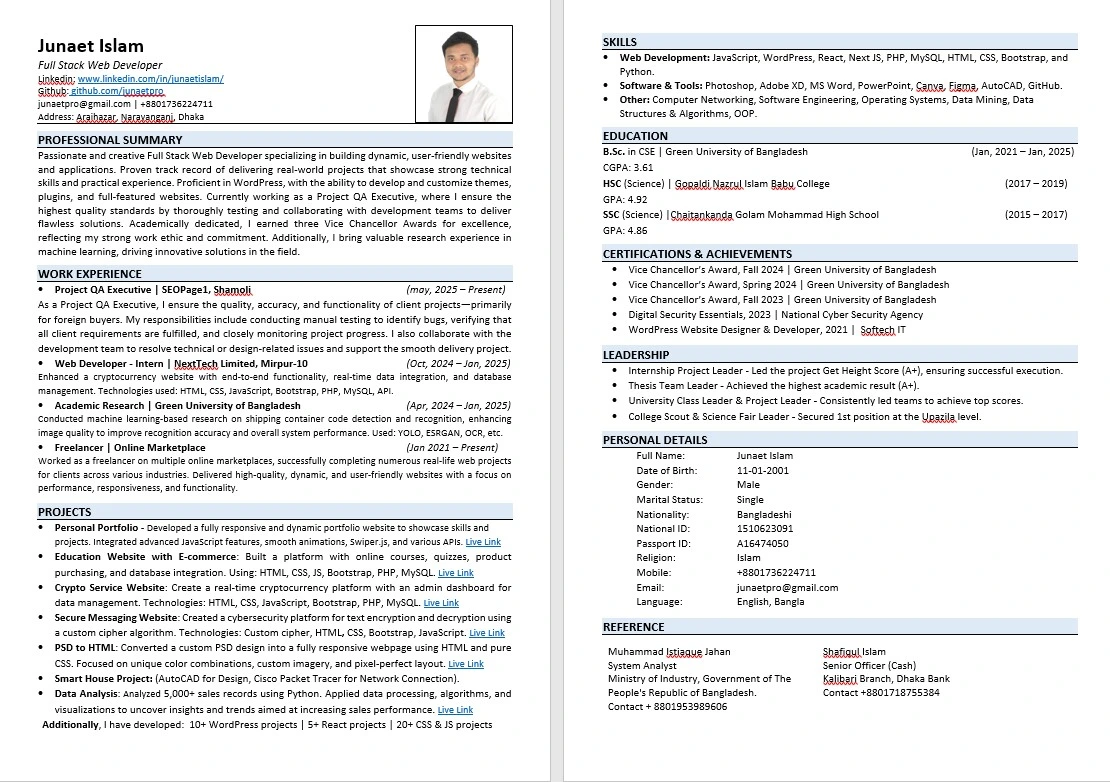 Junaet Islam
Full Stack Web Developer
Linkedin: www.linkedin.com/in/junaetislam/
Github: github.com/junaetpro
junaetpro@gmail.com | +8801736224711
Address: Araihazar, Narayanganj, Dhaka
PROFESSIONAL SUMMARY
Passionate and creative Full Stack Web Developer specializing in building dynamic, user-friendly websites
and applications. Proven track record of delivering real-world projects that showcase strong technical
skills and practical experience. Proficient in WordPress, with the ability to develop and customize themes,
plugins, and full-featured websites. Currently working as a Project QA Executive, where I ensure the
highest quality standards by thoroughly testing and collaborating with development teams to deliver
flawless solutions. Academically dedicated, I earned three Vice Chancellor Awards for excellence,
reflecting my strong work ethic and commitment. Additionally, I bring valuable research experience in
machine learning, driving innovative solutions in the field.
WORK EXPERIENCE
• Project QA Executive | SEOPage1, Shamoli (may, 2025 – Present)
As a Project QA Executive, I ensure the quality, accuracy, and functionality of client projects—primarily
for foreign buyers. My responsibilities include conducting manual testing to identify bugs, verifying that
all client requirements are fulfilled, and closely monitoring project progress. I also collaborate with the
development team to resolve technical or design-related issues and support the smooth delivery project.
• Web Developer - Intern | NextTech Limited, Mirpur-10 (Oct, 2024 – Jan, 2025)
Enhanced a cryptocurrency website with end-to-end functionality, real-time data integration, and database
management. Technologies used: HTML, CSS, JavaScript, Bootstrap, PHP, MySQL, API.
• Academic Research | Green University of Bangladesh (Apr, 2024 – Jan, 2025)
Conducted machine learning-based research on shipping container code detection and recognition, enhancing
image quality to improve recognition accuracy and overall system performance. Used: YOLO, ESRGAN, OCR, etc.
• Freelancer | Online Marketplace (Jan 2021 – Present)
Worked as a freelancer on multiple online marketplaces, successfully completing numerous real-life web projects
for clients across various industries. Delivered high-quality, dynamic, and user-friendly websites with a focus on
performance, responsiveness, and functionality.
PROJECTS
• Personal Portfolio - Developed a fully responsive and dynamic portfolio website to showcase skills and
projects. Integrated advanced JavaScript features, smooth animations, Swiper.js, and various APIs. Live Link
• Education Website with E-commerce: Built a platform with online courses, quizzes, product
purchasing, and database integration. Using: HTML, CSS, JS, Bootstrap, PHP, MySQL. Live Link
• Crypto Service Website: Create a real-time cryptocurrency platform with an admin dashboard for
data management. Technologies: HTML, CSS, JavaScript, Bootstrap, PHP, MySQL. Live Link
• Secure Messaging Website: Created a cybersecurity platform for text encryption and decryption using
a custom cipher algorithm. Technologies: Custom cipher, HTML, CSS, Bootstrap, JavaScript. Live Link
• PSD to HTML: Converted a custom PSD design into a fully responsive webpage using HTML and pure
CSS. Focused on unique color combinations, custom imagery, and pixel-perfect layout. Live Link
• Smart House Project: (AutoCAD for Design, Cisco Packet Tracer for Network Connection).
• Data Analysis: Analyzed 5,000+ sales records using Python. Applied data processing, algorithms, and
visualizations to uncover insights and trends aimed at increasing sales performance. Live Link
Additionally, I have developed: 10+ WordPress projects | 5+ React projects | 20+ CSS & JS projects
SKILLS
• Web Development: JavaScript, WordPress, React, Next JS, PHP, MySQL, HTML, CSS, Bootstrap, and
Python.
• Software & Tools: Photoshop, Adobe XD, MS Word, PowerPoint, Canva, Figma, AutoCAD, GitHub.
• Other: Computer Networking, Software Engineering, Operating Systems, Data Mining, Data
Structures & Algorithms, OOP.
EDUCATION
B.Sc. in CSE | Green University of Bangladesh (Jan, 2021 – Jan, 2025)
CGPA: 3.61
HSC (Science) | Gopaldi Nazrul Islam Babu College (2017 – 2019)
GPA: 4.92
SSC (Science) |Chaitankanda Golam Mohammad High School (2015 – 2017)
GPA: 4.86
CERTIFICATIONS & ACHIEVEMENTS
• Vice Chancellor's Award, Fall 2024 | Green University of Bangladesh
• Vice Chancellor's Award, Spring 2024 | Green University of Bangladesh
• Vice Chancellor's Award, Fall 2023 | Green University of Bangladesh
• Digital Security Essentials, 2023 | National Cyber Security Agency
• WordPress Website Designer & Developer, 2021 | Softech IT
LEADERSHIP
• Internship Project Leader - Led the project Get Height Score (A+), ensuring successful execution.
• Thesis Team Leader - Achieved the highest academic result (A+).
• University Class Leader & Project Leader - Consistently led teams to achieve top scores.
• College Scout & Science Fair Leader - Secured 1st position at the Upazila level.
PERSONAL DETAILS
Full Name: Junaet Islam
Date of Birth: 11-01-2001
Gender: Male
Marital Status: Single
Nationality: Bangladeshi
National ID: 1510623091
Passport ID: A16474050
Religion: Islam
Mobile: +8801736224711
Email: junaetpro@gmail.com
Language: English, Bangla
REFERENCE
Muhammad Istiaque Jahan
System Analyst
Ministry of Industry, Government of The
People's Republic of Bangladesh.
Contact + 8801953989606
Shafiqul Islam
Senior Officer (Cash)
Kalibari Branch, Dhaka Bank
Contact +8801718755384